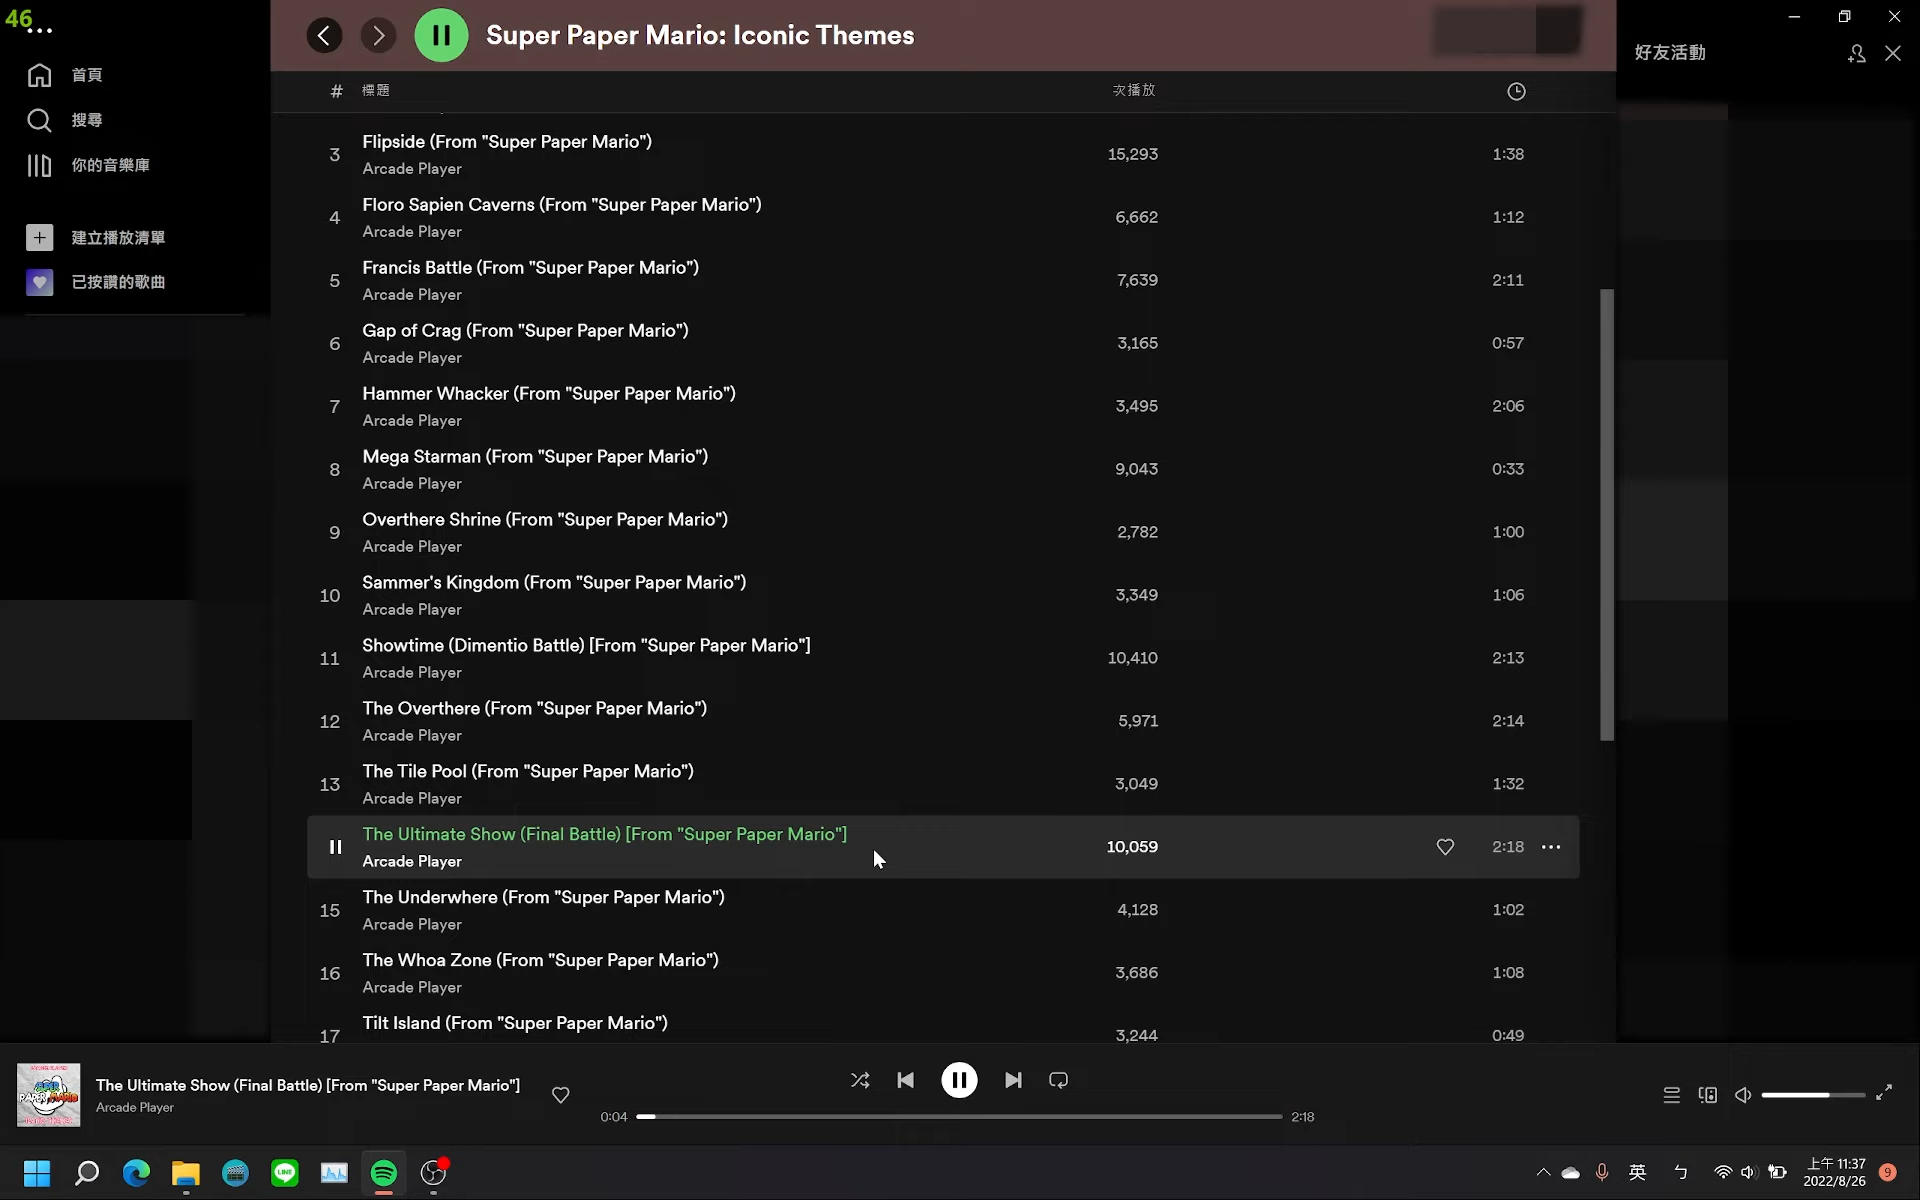 46
首頁
搜尋
你的音樂庫
建立播放清單
已按讚的歌曲
Super Paper Mario: Iconic Themes
# 標題 次播放
3 Flipside (From "Super Paper Mario") 15,293 1:38
Arcade Player
4 Floro Sapien Caverns (From "Super Paper Mario") 6,662 1:12
Arcade Player
5 Francis Battle (From "Super Paper Mario") 7,639 2:11
Arcade Player
6 Gap of Crag (From "Super Paper Mario") 3,165 0:57
Arcade Player
7 Hammer Whacker (From "Super Paper Mario") 3,495 2:06
Arcade Player
8 Mega Starman (From "Super Paper Mario") 9,043 0:33
Arcade Player
9 Overthere Shrine (From "Super Paper Mario") 2,782 1:00
Arcade Player
10 Sammer's Kingdom (From "Super Paper Mario") 3,349 1:06
Arcade Player
11 Showtime (Dimentio Battle) [From "Super Paper Mario"] 10,410 2:13
Arcade Player
12 The Overthere (From "Super Paper Mario") 5,971 2:14
Arcade Player
13 The Tile Pool (From "Super Paper Mario") 3,049 1:32
Arcade Player
The Ultimate Show (Final Battle) [From "Super Paper Mario"] 10,059 2:18
Arcade Player
15 The Underwhere (From "Super Paper Mario") 4,128 1:02
Arcade Player
16 The Whoa Zone (From "Super Paper Mario") 3,686 1:08
Arcade Player
17 Tilt Island (From "Super Paper Mario") 3,244 0:49
好友活動
SUPER
PAPER MARIO
The Ultimate Show (Final Battle) [From "Super Paper Mario"]
Arcade Player
0:04 2:18
LINE
英 ㄅ
上午 11:37
2022/8/26
9